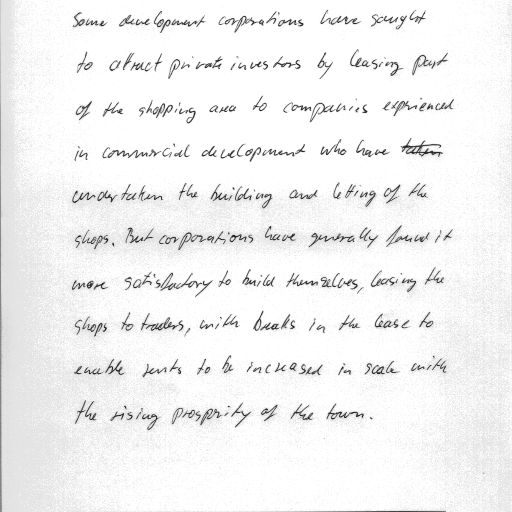 Some development corporations have sought
to attract private investors by leasing part
of the shopping area to companies experienced
in commercial development who have taken
undertaken the building and letting of the
shops. But corporations have generally found it
more satisfactory to build themselves, leasing the
shops to traders, with breaks in the lease to
enable rents to be increased in scale with
the rising prosperity of the town.